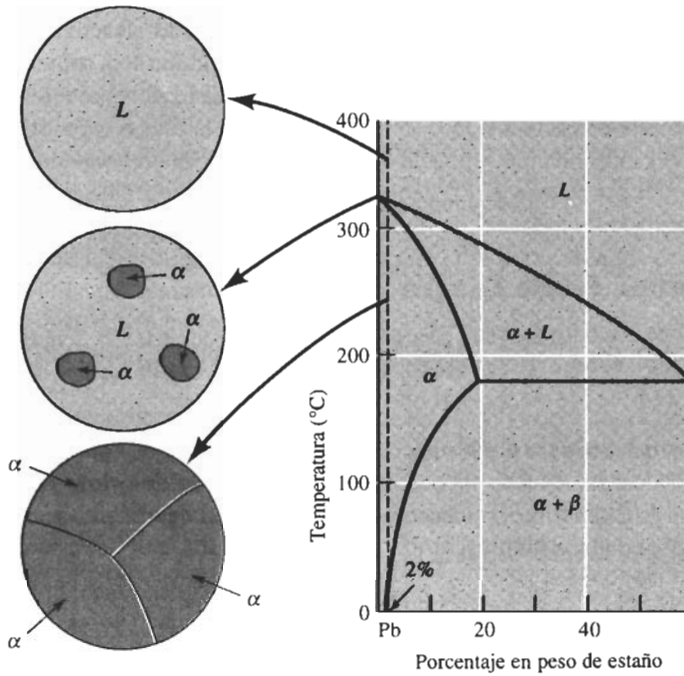 L
α
L
α
α
α
α
α
400
300
200
100
0
Temperatura (°C)
L
α + L
α
α + β
2%
Pb
20
40
Porcentaje en peso de estaño